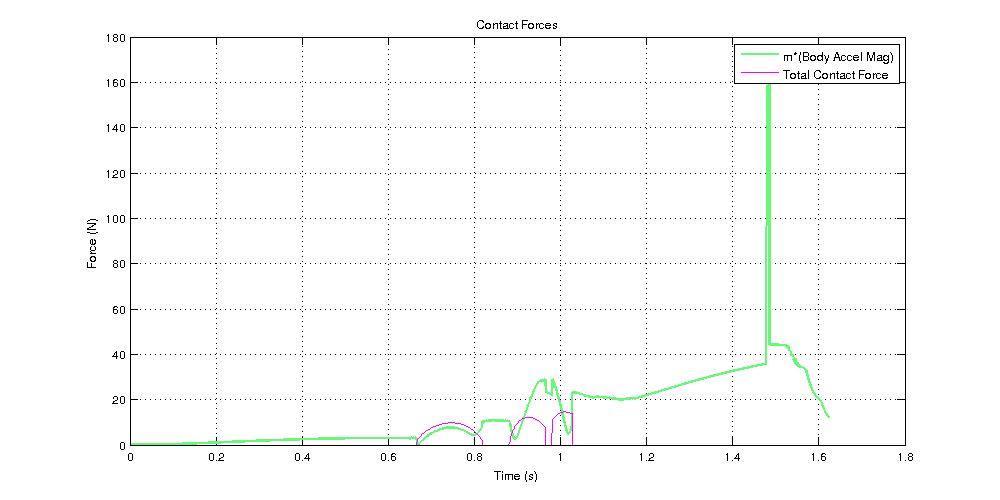 Contact Forces
180
160
140
120
100
80
60
40
20
0
Force (N)
m*(Body Accel Mag)
Total Contact Force
0 0.2 0.4 0.6 0.8 1 1.2 1.4 1.6 1.8
Time (s)